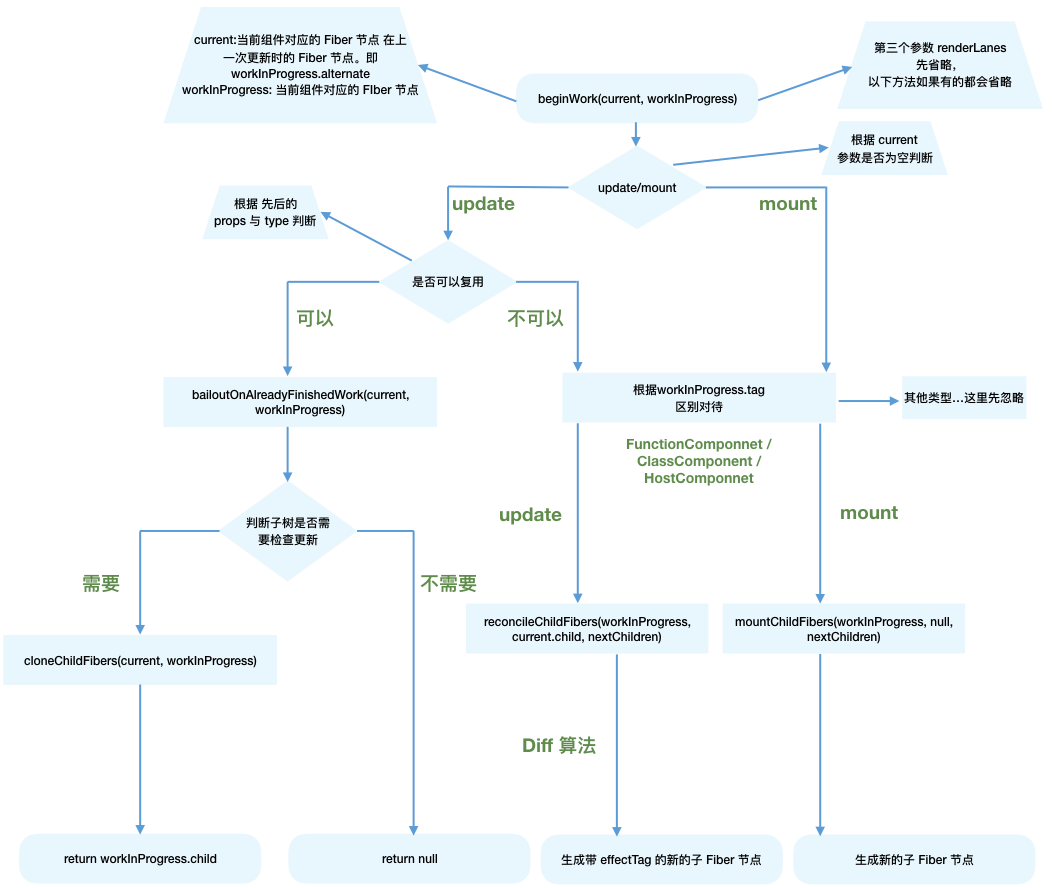 current:当前组件对应的 Fiber 节点 在上
一次更新时的 Fiber 节点。即
workInProgress.alternate
workInProgress: 当前组件对应的 FIber 节点
第三个参数 renderLanes
先省略，
以下方法如果有的都会省略
beginWork(current, workInProgress)
根据 current
参数是否为空判断
update/mount
根据 先后的
props 与 type 判断
update
mount
是否可以复用
可以
不可以
bailoutOnAlreadyFinishedWork(current,
workInProgress)
根据workInProgress.tag
区别对待
其他类型...这里先忽略
FunctionComponnet /
ClassComponent /
HostComponnet
update
mount
判断子树是否需
要检查更新
需要
不需要
reconcileChildFibers(workInProgress,
current.child, nextChildren)
mountChildFibers(workInProgress, null,
nextChildren)
cloneChildFibers(current, workInProgress)
Diff 算法
return workInProgress.child
return null
生成带 effectTag 的新的子 Fiber 节点
生成新的子 Fiber 节点